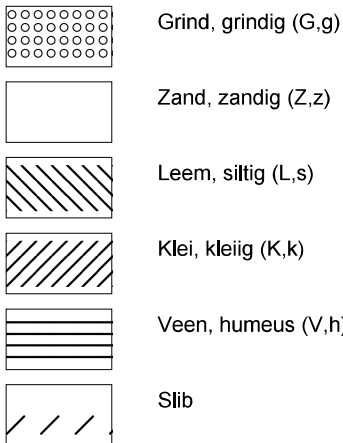 Grind, grindig (G,g)
Zand, zandig (Z,z)
Leem, siltig (L,s)
Klei, kleiig (K,k)
Veen, humeus (V,h)
Slib